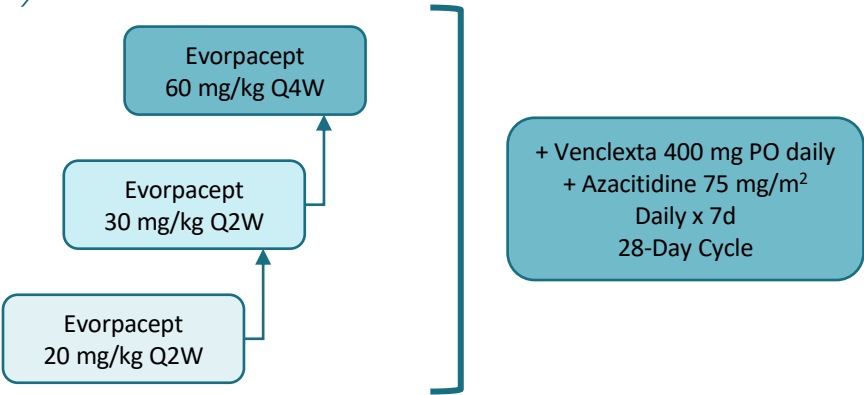 Evorpacept
60 mg/kg Q4W
Evorpacept
30 mg/kg Q2W
Evorpacept
20 mg/kg Q2W
+ Venclexta 400 mg PO daily
+ Azacitidine 75 mg/m²
Daily x 7d
28-Day Cycle